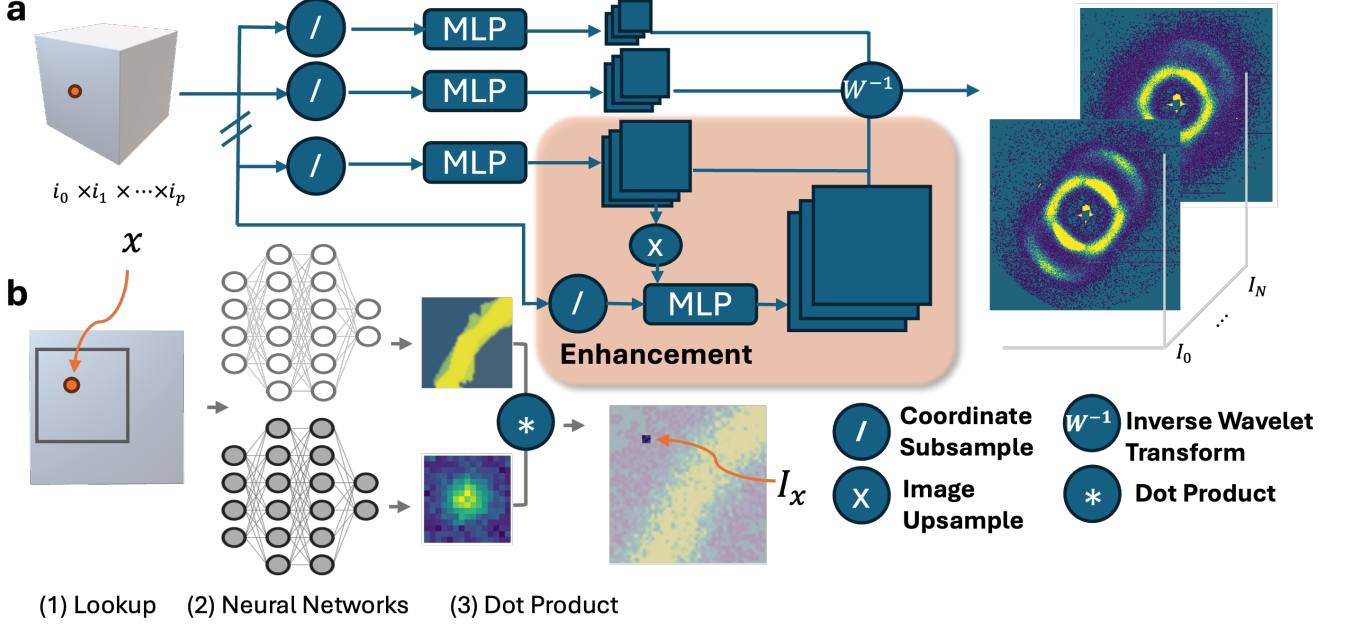 a
/ MLP
/ MLP
W⁻¹
/ MLP
i₀ ×i₁ × ⋯×iₚ
x
x
/ MLP
Enhancement
I_N
...
I₀
b
x
*
I_x
/ Coordinate
Subsample
W⁻¹ Inverse Wavelet
Transform
X Image
Upsample
* Dot Product
(1) Lookup (2) Neural Networks (3) Dot Product